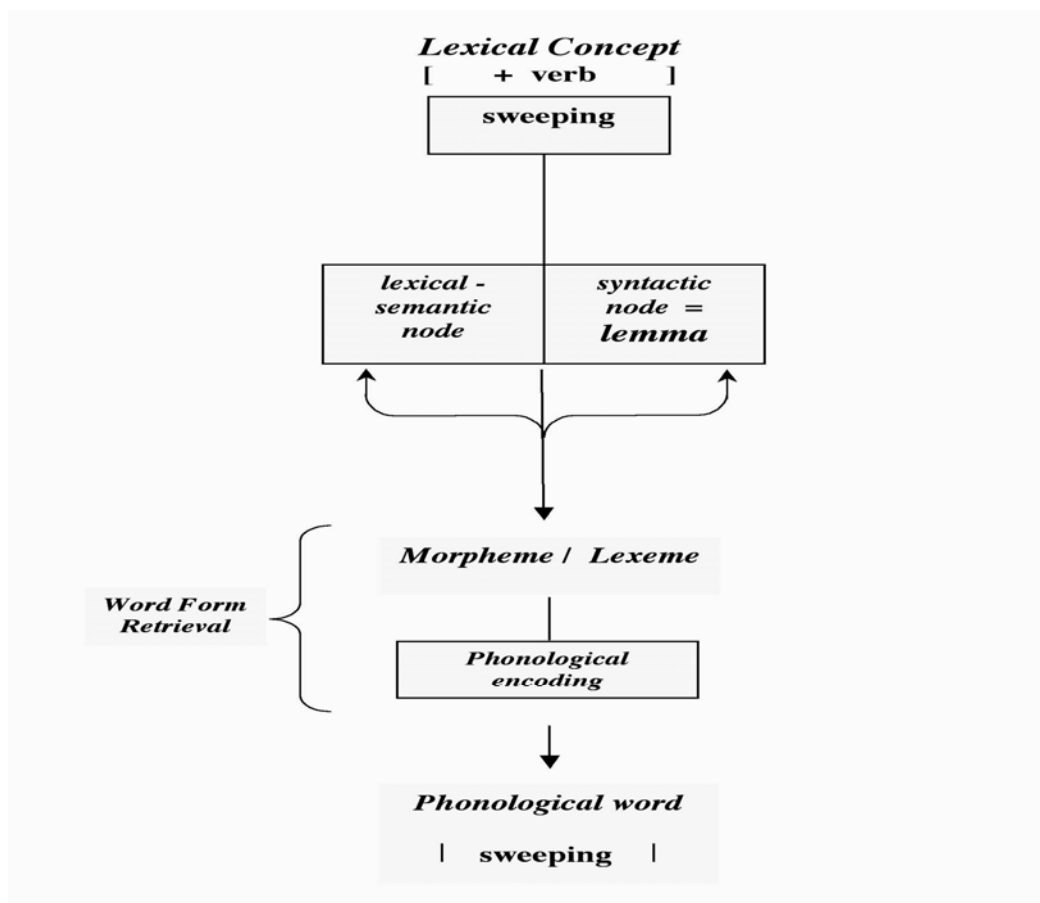 Lexical Concept
[ + verb ]
sweeping
lexical -
semantic
node
syntactic
node =
lemma
Morpheme / Lexeme
Word Form
Retrieval
Phonological
encoding
Phonological word
| sweeping |